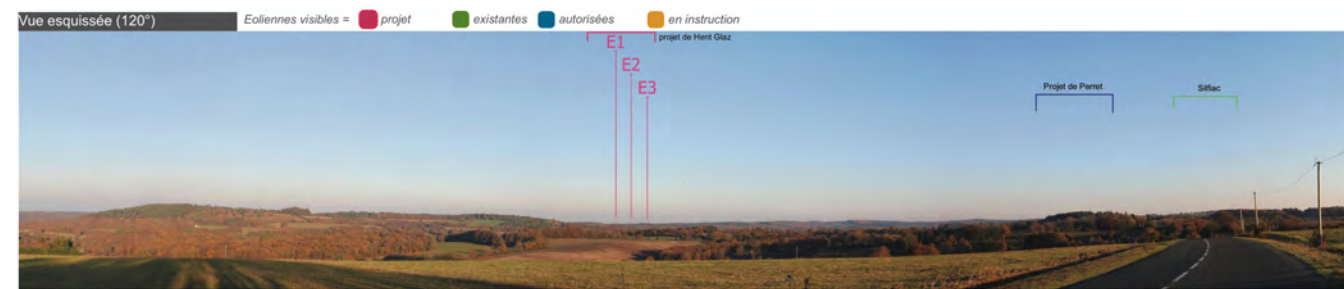 Vue esquissée (120°) Eoliennes visibles = projet existantes autorisées en instruction
E1 projet de Hent Glaz
E2
E3
Projet de Perret Silfiac